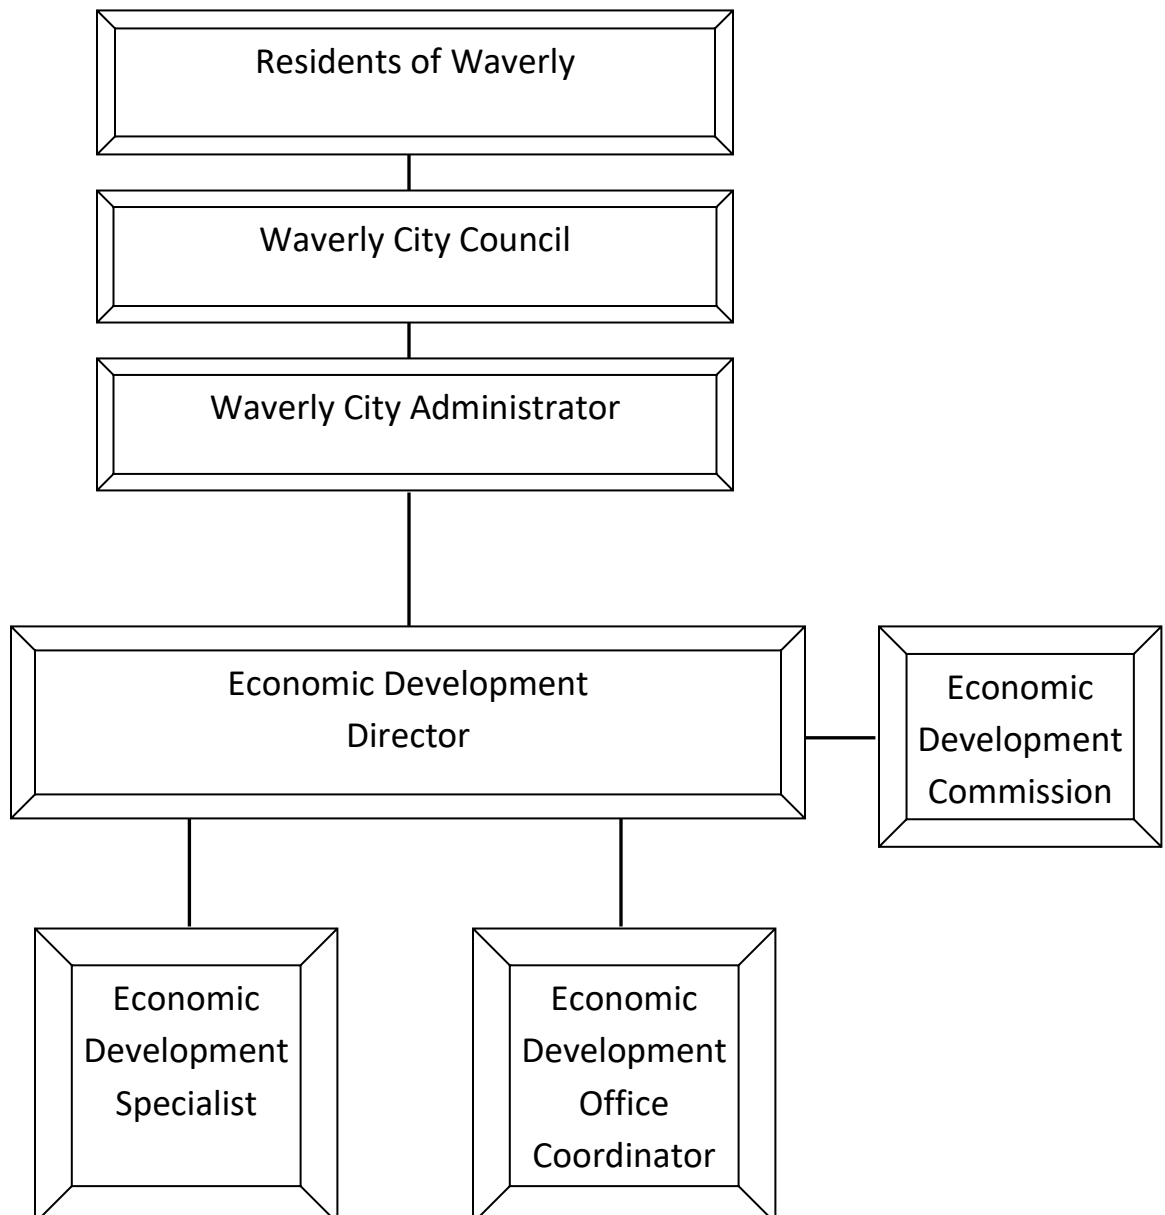 Residents of Waverly
Waverly City Council
Waverly City Administrator
Economic Development
Director
Economic
Development
Commission
Economic
Development
Specialist
Economic
Development
Office
Coordinator